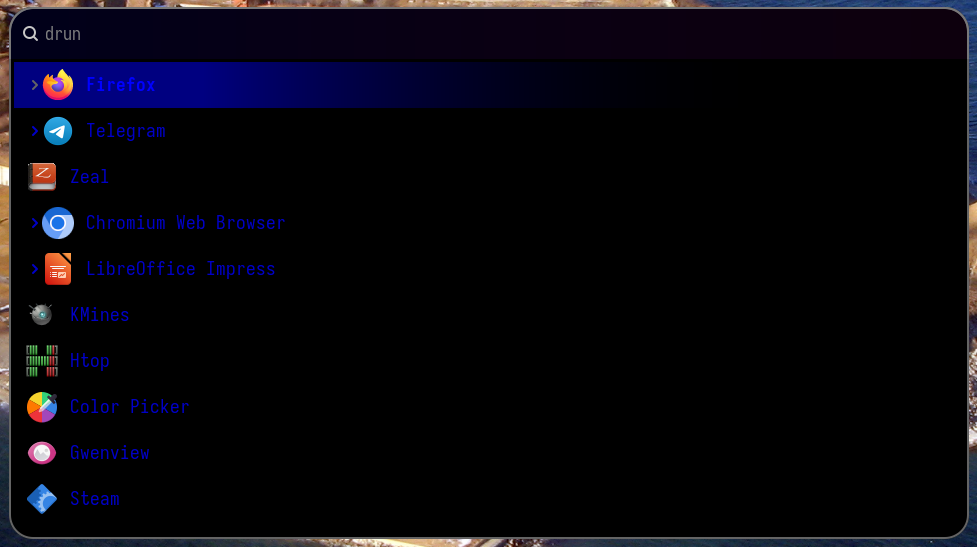 drun
Firefox
Telegram
Zeal
Chromium Web Browser
LibreOffice Impress
KMines
Htop
Color Picker
Gwenview
Steam